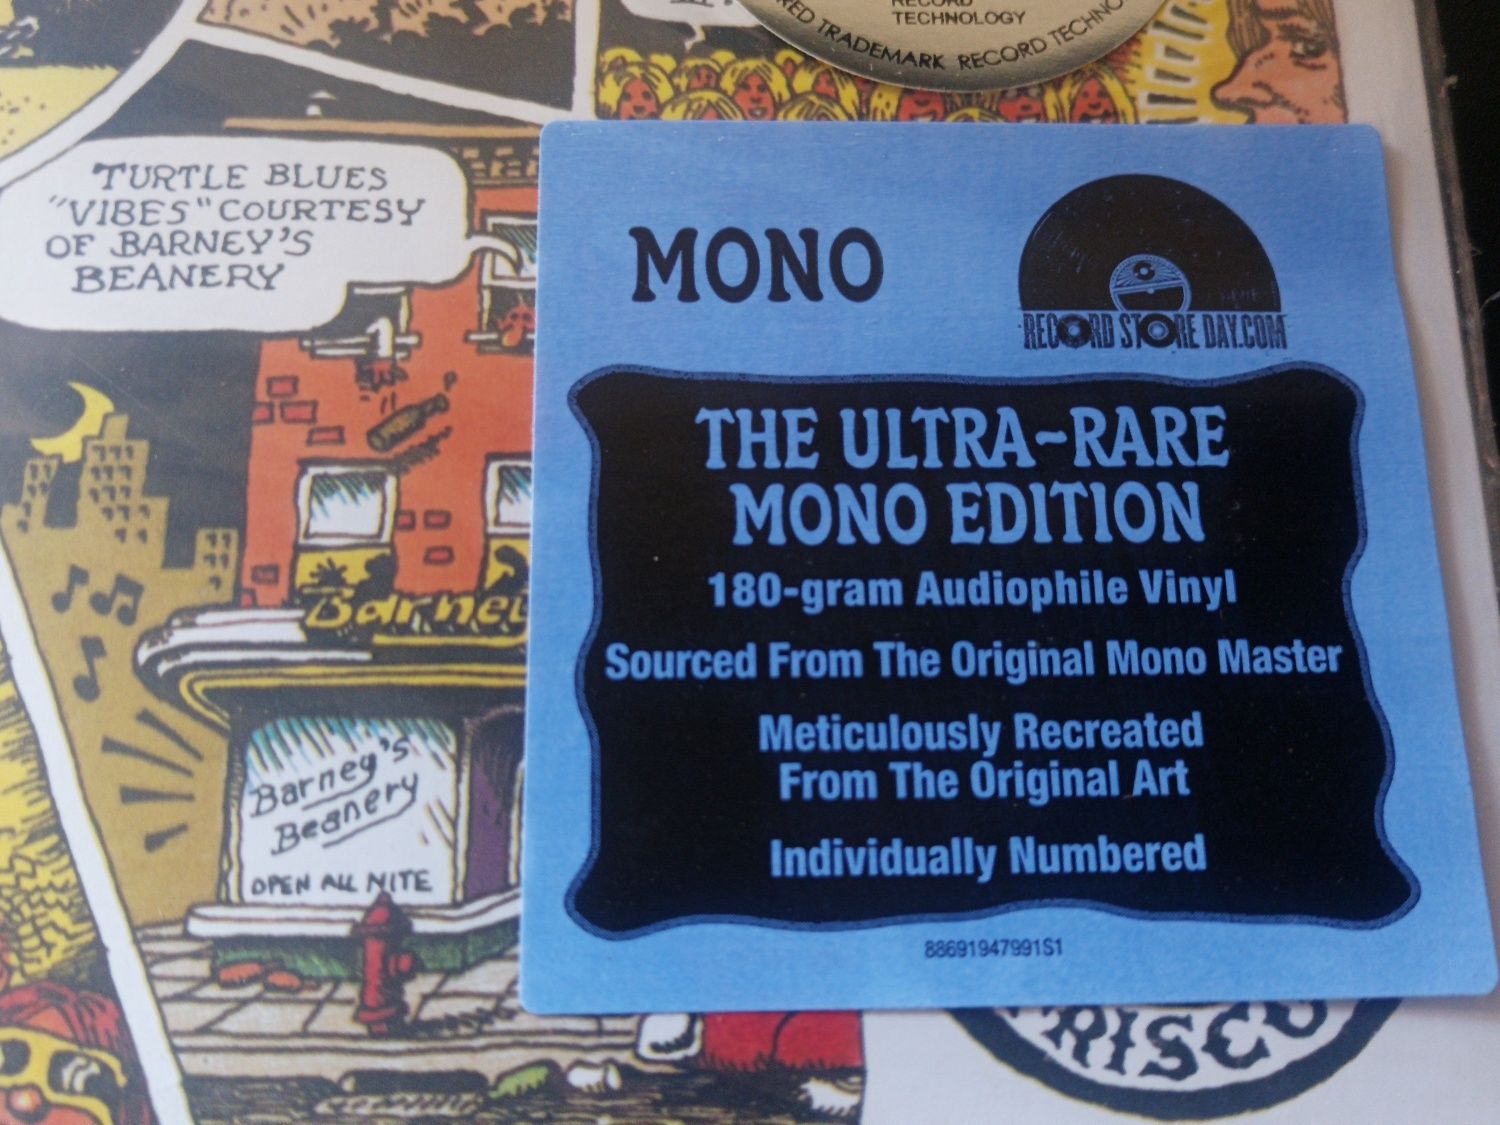 RECORD
TECHNOLOGY
RED TRADEMARK RECORD TECHNO
TURTLE BLUES
"VIBES" COURTESY
OF BARNEY'S
BEANERY
MONO
RECORD STORE DAY.COM
THE ULTRA-RARE
MONO EDITION
180-gram Audiophile Vinyl
Sourced From The Original Mono Master
Meticulously Recreated
From The Original Art
Individually Numbered
88691947991S1
Barney
Barney's
Beanery
OPEN ALL NITE
RISCO